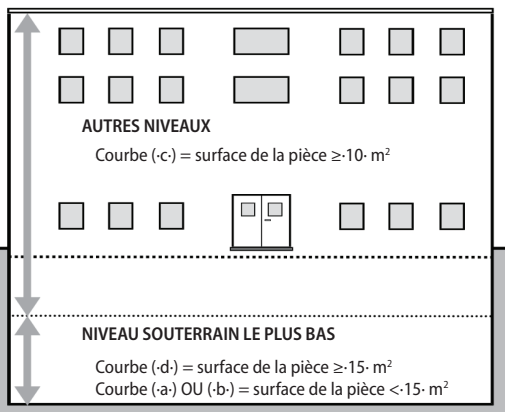 AUTRES NIVEAUX
Courbe (·c·) = surface de la pièce ≥·10· m²
NIVEAU SOUTERRAIN LE PLUS BAS
Courbe (·d·) = surface de la pièce ≥·15· m²
Courbe (·a·) OU (·b·) = surface de la pièce <·15· m²